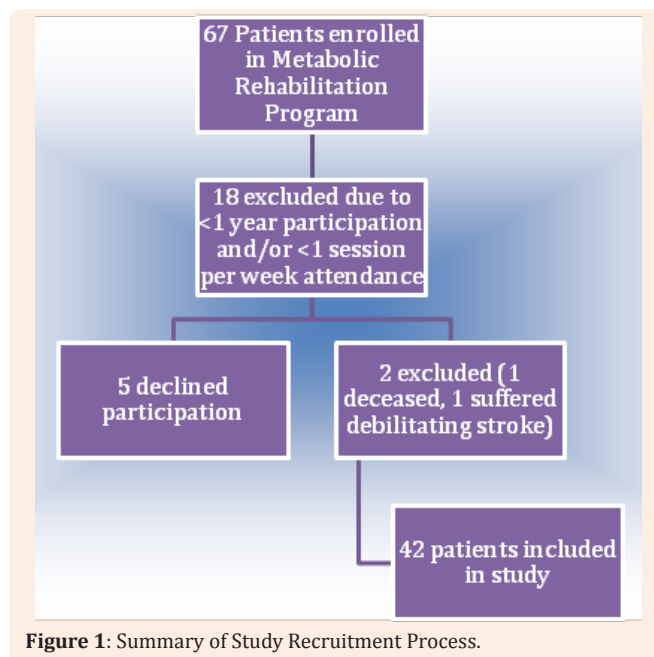 67 Patients enrolled
in Metabolic
Rehabilitation
Program
18 excluded due to
<1 year participation
and/or <1 session
per week attendance
5 declined
participation
2 excluded (1
deceased, 1 suffered
debilitating stroke)
42 patients included
in study
Figure 1: Summary of Study Recruitment Process.